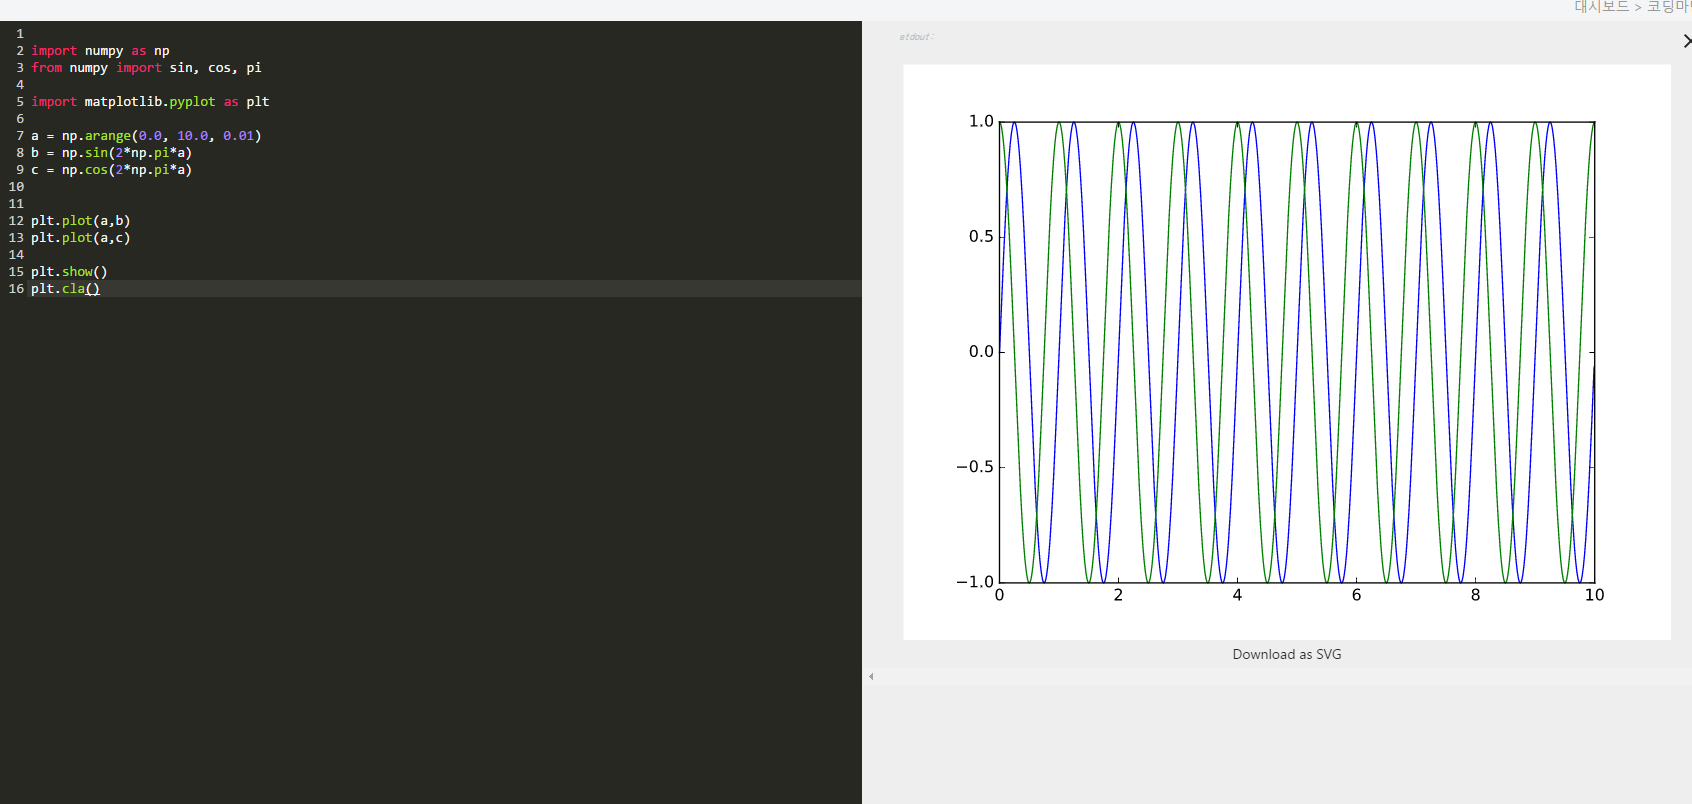 대시보드 > 코딩마
1
2 import numpy as np
3 from numpy import sin, cos, pi
4
5 import matplotlib.pyplot as plt
6
7 a = np.arange(0.0, 10.0, 0.01)
8 b = np.sin(2*np.pi*a)
9 c = np.cos(2*np.pi*a)
10
11
12 plt.plot(a,b)
13 plt.plot(a,c)
14
15 plt.show()
16 plt.cla()
stdout:
1.0
0.5
0.0
−0.5
−1.0
0 2 4 6 8 10
Download as SVG